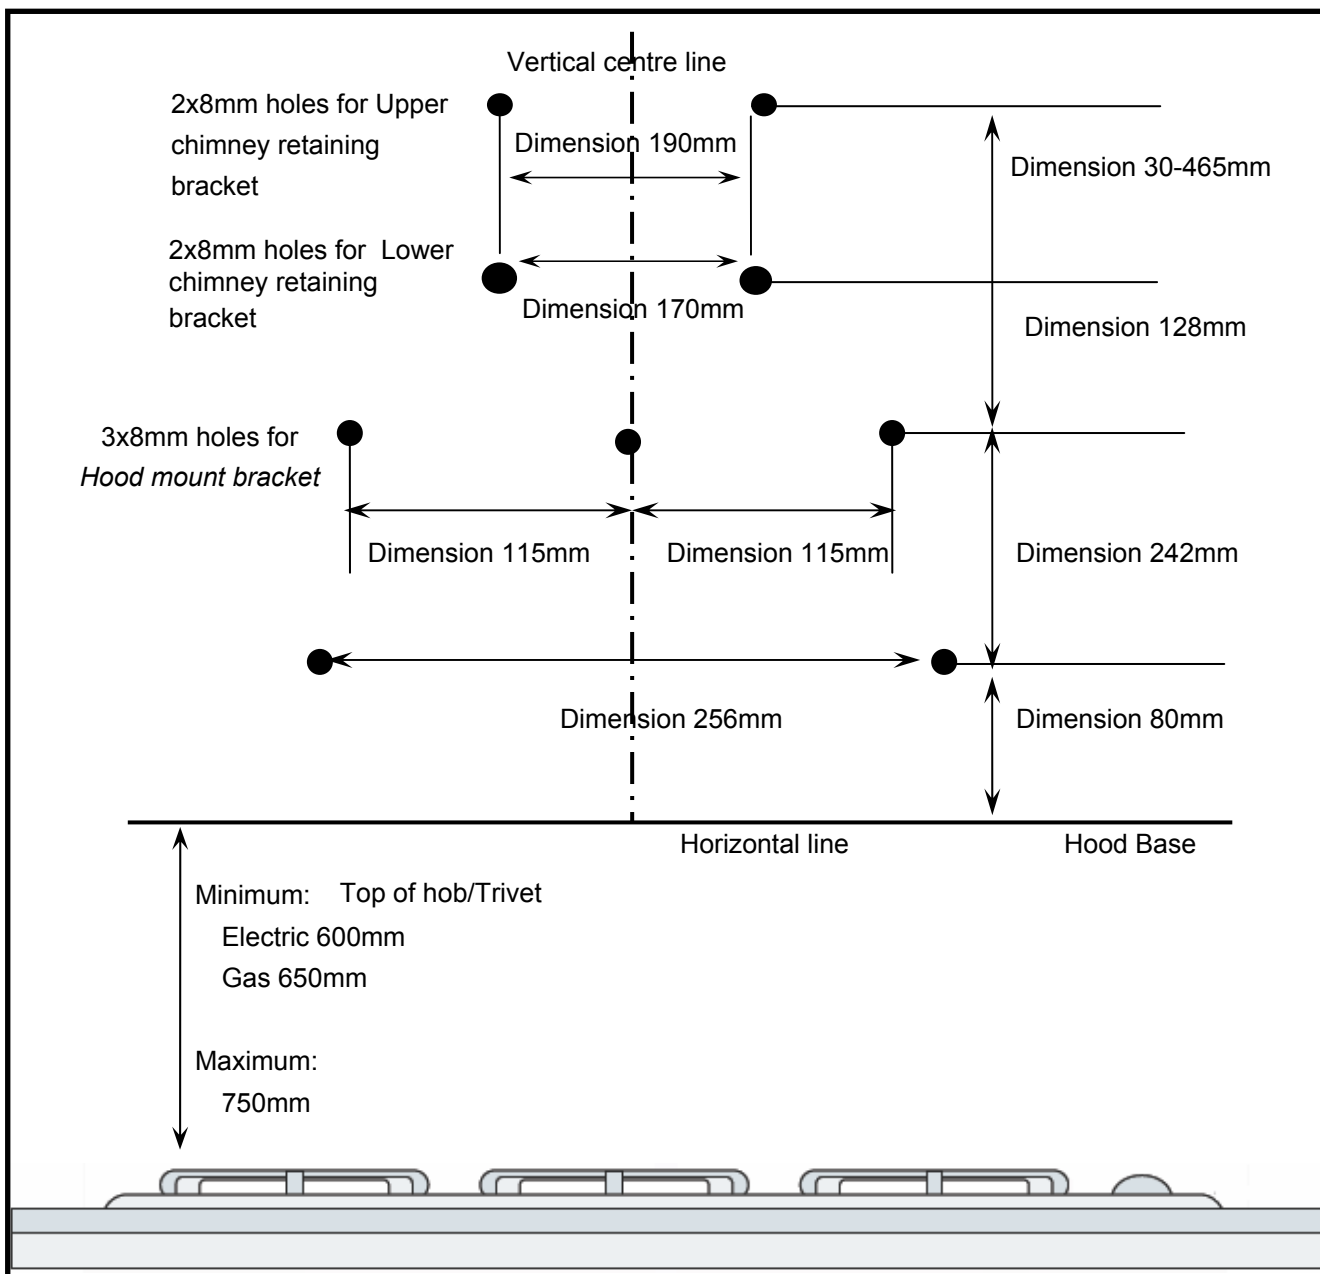 Vertical centre line
2x8mm holes for Upper
chimney retaining
bracket
Dimension 190mm
Dimension 30-465mm
2x8mm holes for Lower
chimney retaining
bracket
Dimension 170mm
Dimension 128mm
3x8mm holes for
Hood mount bracket
Dimension 115mm
Dimension 115mm
Dimension 242mm
Dimension 256mm
Dimension 80mm
Horizontal line
Hood Base
Minimum: Top of hob/Trivet
Electric 600mm
Gas 650mm
Maximum:
750mm